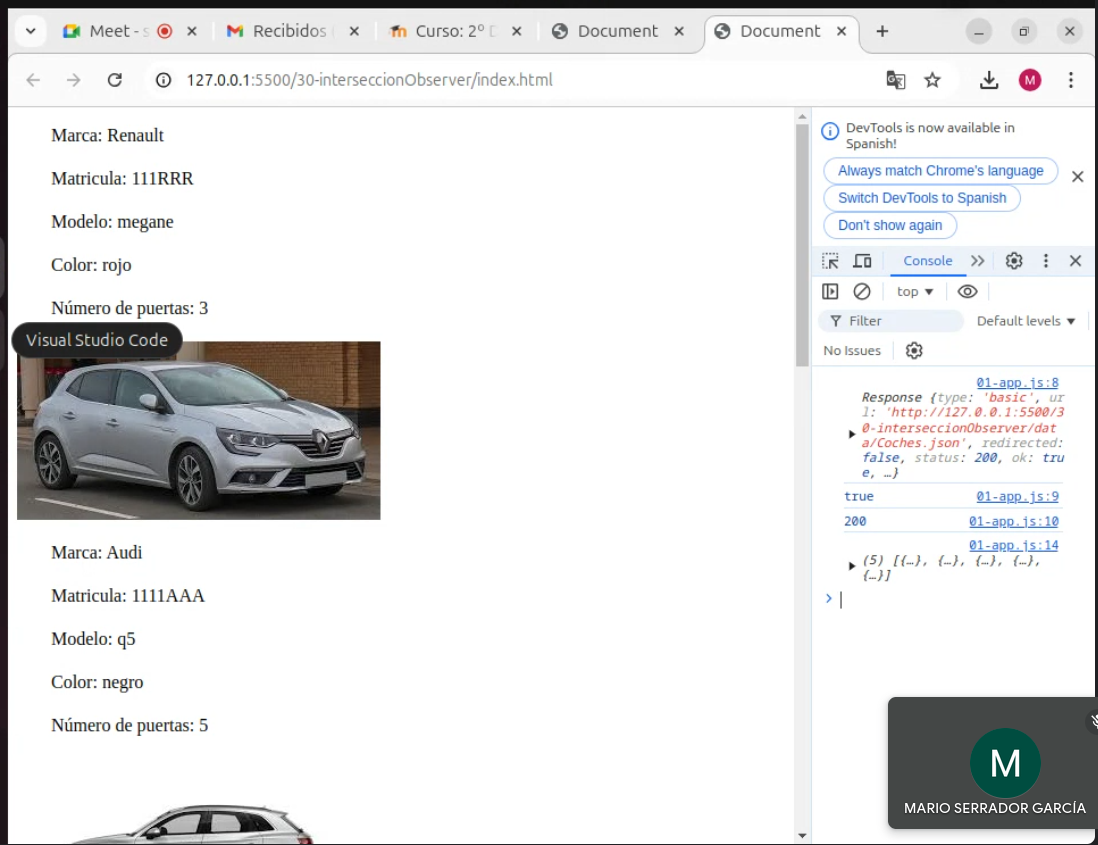 Meet - s
Recibidos
Curso: 2º D
Document
Document
127.0.0.1:5500/30-interseccionObserver/index.html
M
Marca: Renault
Matricula: 111RRR
Modelo: megane
Color: rojo
Número de puertas: 3
Visual Studio Code
Marca: Audi
Matricula: 1111AAA
Modelo: q5
Color: negro
Número de puertas: 5
DevTools is now available in
Spanish!
Always match Chrome's language
Switch DevTools to Spanish
Don't show again
Console
top
Filter
Default levels
No Issues
01-app.js:8
Response {type: 'basic', ur
l: 'http://127.0.0.1:5500/3
0-interseccionObserver/dat
a/Coches.json', redirected:
false, status: 200, ok: tru
e, …}
true 01-app.js:9
200 01-app.js:10
01-app.js:14
(5) [{…}, {…}, {…}, {…},
{…}]
M
MARIO SERRADOR GARCÍA